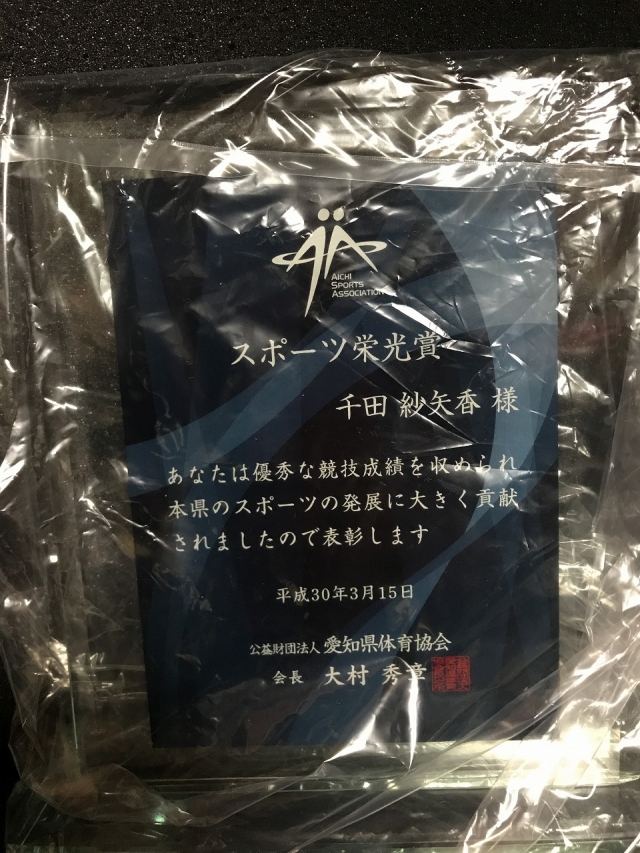 AICHI
SPORTS
ASSOCIATION
スポーツ栄光賞
千田 紗矢香 様
あなたは優秀な競技成績を収められ
本県のスポーツの発展に大きく貢献
されましたので表彰します
平成30年3月15日
公益財団法人 愛知県体育協会
会長 大村 秀章